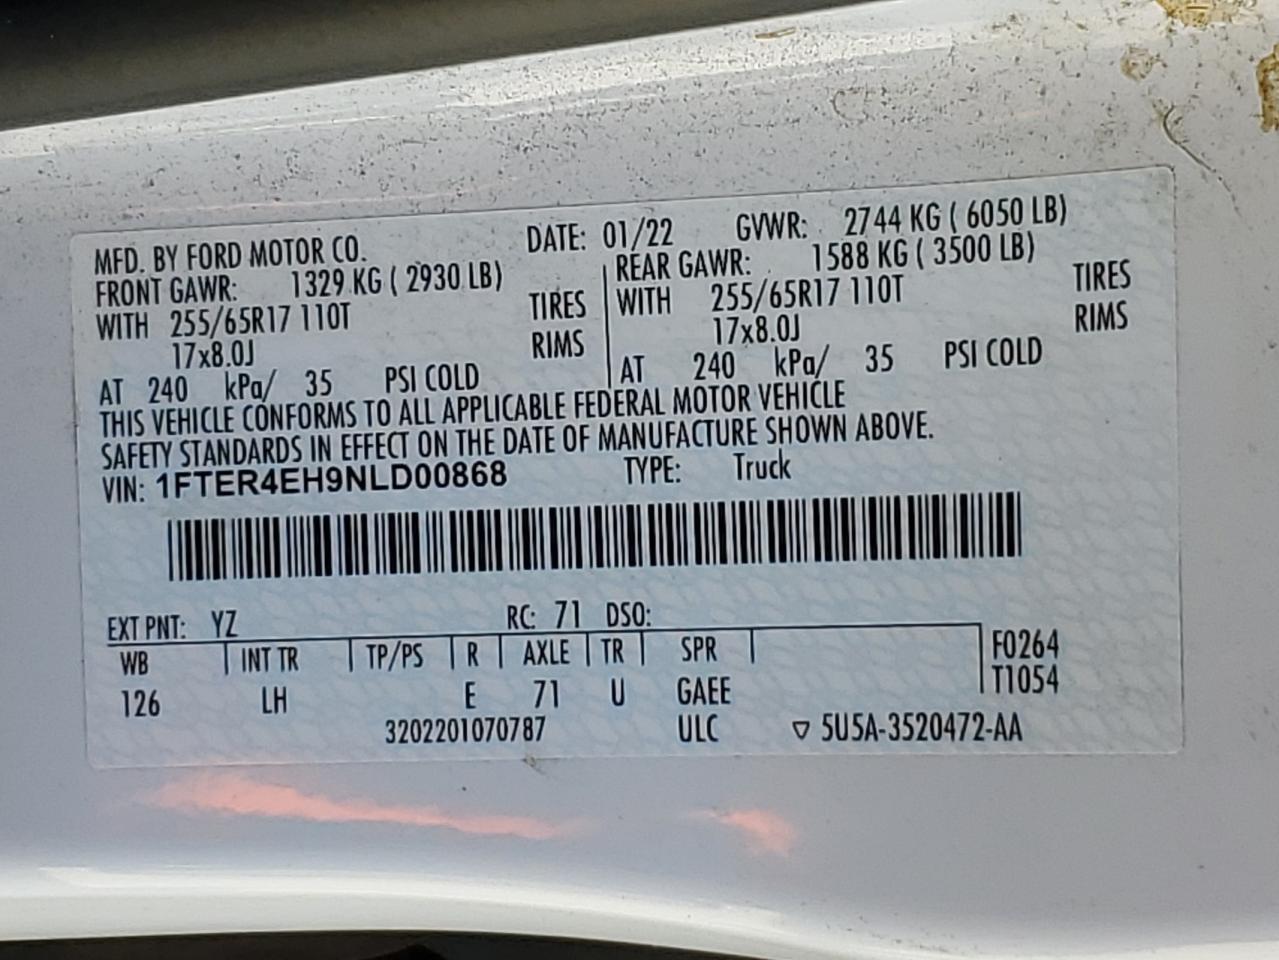 MFD. BY FORD MOTOR CO. DATE: 01/22 GVWR: 2744 KG ( 6050 LB)
FRONT GAWR: 1329 KG ( 2930 LB) REAR GAWR: 1588 KG ( 3500 LB)
WITH 255/65R17 110T TIRES WITH 255/65R17 110T TIRES
17x8.0J RIMS 17x8.0J RIMS
AT 240 kPa/ 35 PSI COLD AT 240 kPa/ 35 PSI COLD
THIS VEHICLE CONFORMS TO ALL APPLICABLE FEDERAL MOTOR VEHICLE
SAFETY STANDARDS IN EFFECT ON THE DATE OF MANUFACTURE SHOWN ABOVE.
VIN: 1FTER4EH9NLD00868 TYPE: Truck
EXT PNT: YZ RC: 71 DSO:
WB INT TR TP/PS R AXLE TR SPR F0264
126 LH E 71 U GAEE T1054
3202201070787 ULC ▽ 5U5A-3520472-AA